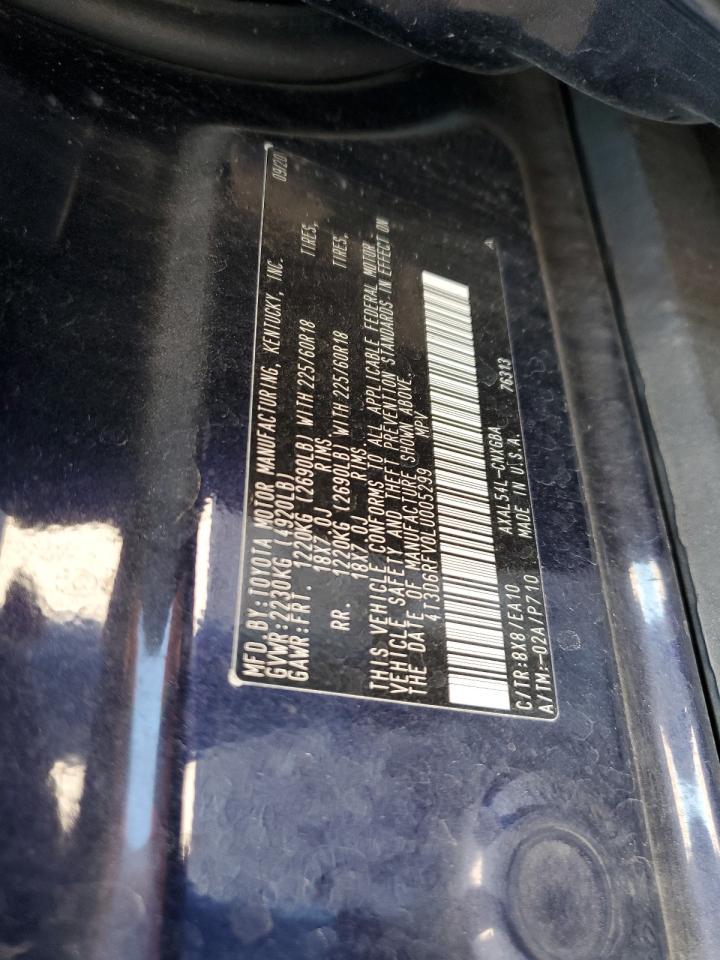 MFD. BY: TOYOTA MOTOR MANUFACTURING, KENTUCKY, INC. 09/20
GVWR: 2230KG (4920LB)
GAWR: FRT. 1220KG (2690LB) WITH 225/60R18 TIRES,
18X7.0J RIMS
RR. 1220KG (2690LB) WITH 225/60R18 TIRES,
18X7.0J RIMS
THIS VEHICLE CONFORMS TO ALL APPLICABLE FEDERAL MOTOR
VEHICLE SAFETY AND THEFT PREVENTION STANDARDS IN EFFECT ON
THE DATE OF MANUFACTURE SHOWN ABOVE.
4T3D6RFV0LU005299 MPV
A
C/TR: 8X8 /EA10 AXAL54L-CNXGBA 76313
A/TM: -02A/P710 MADE IN U.S.A.